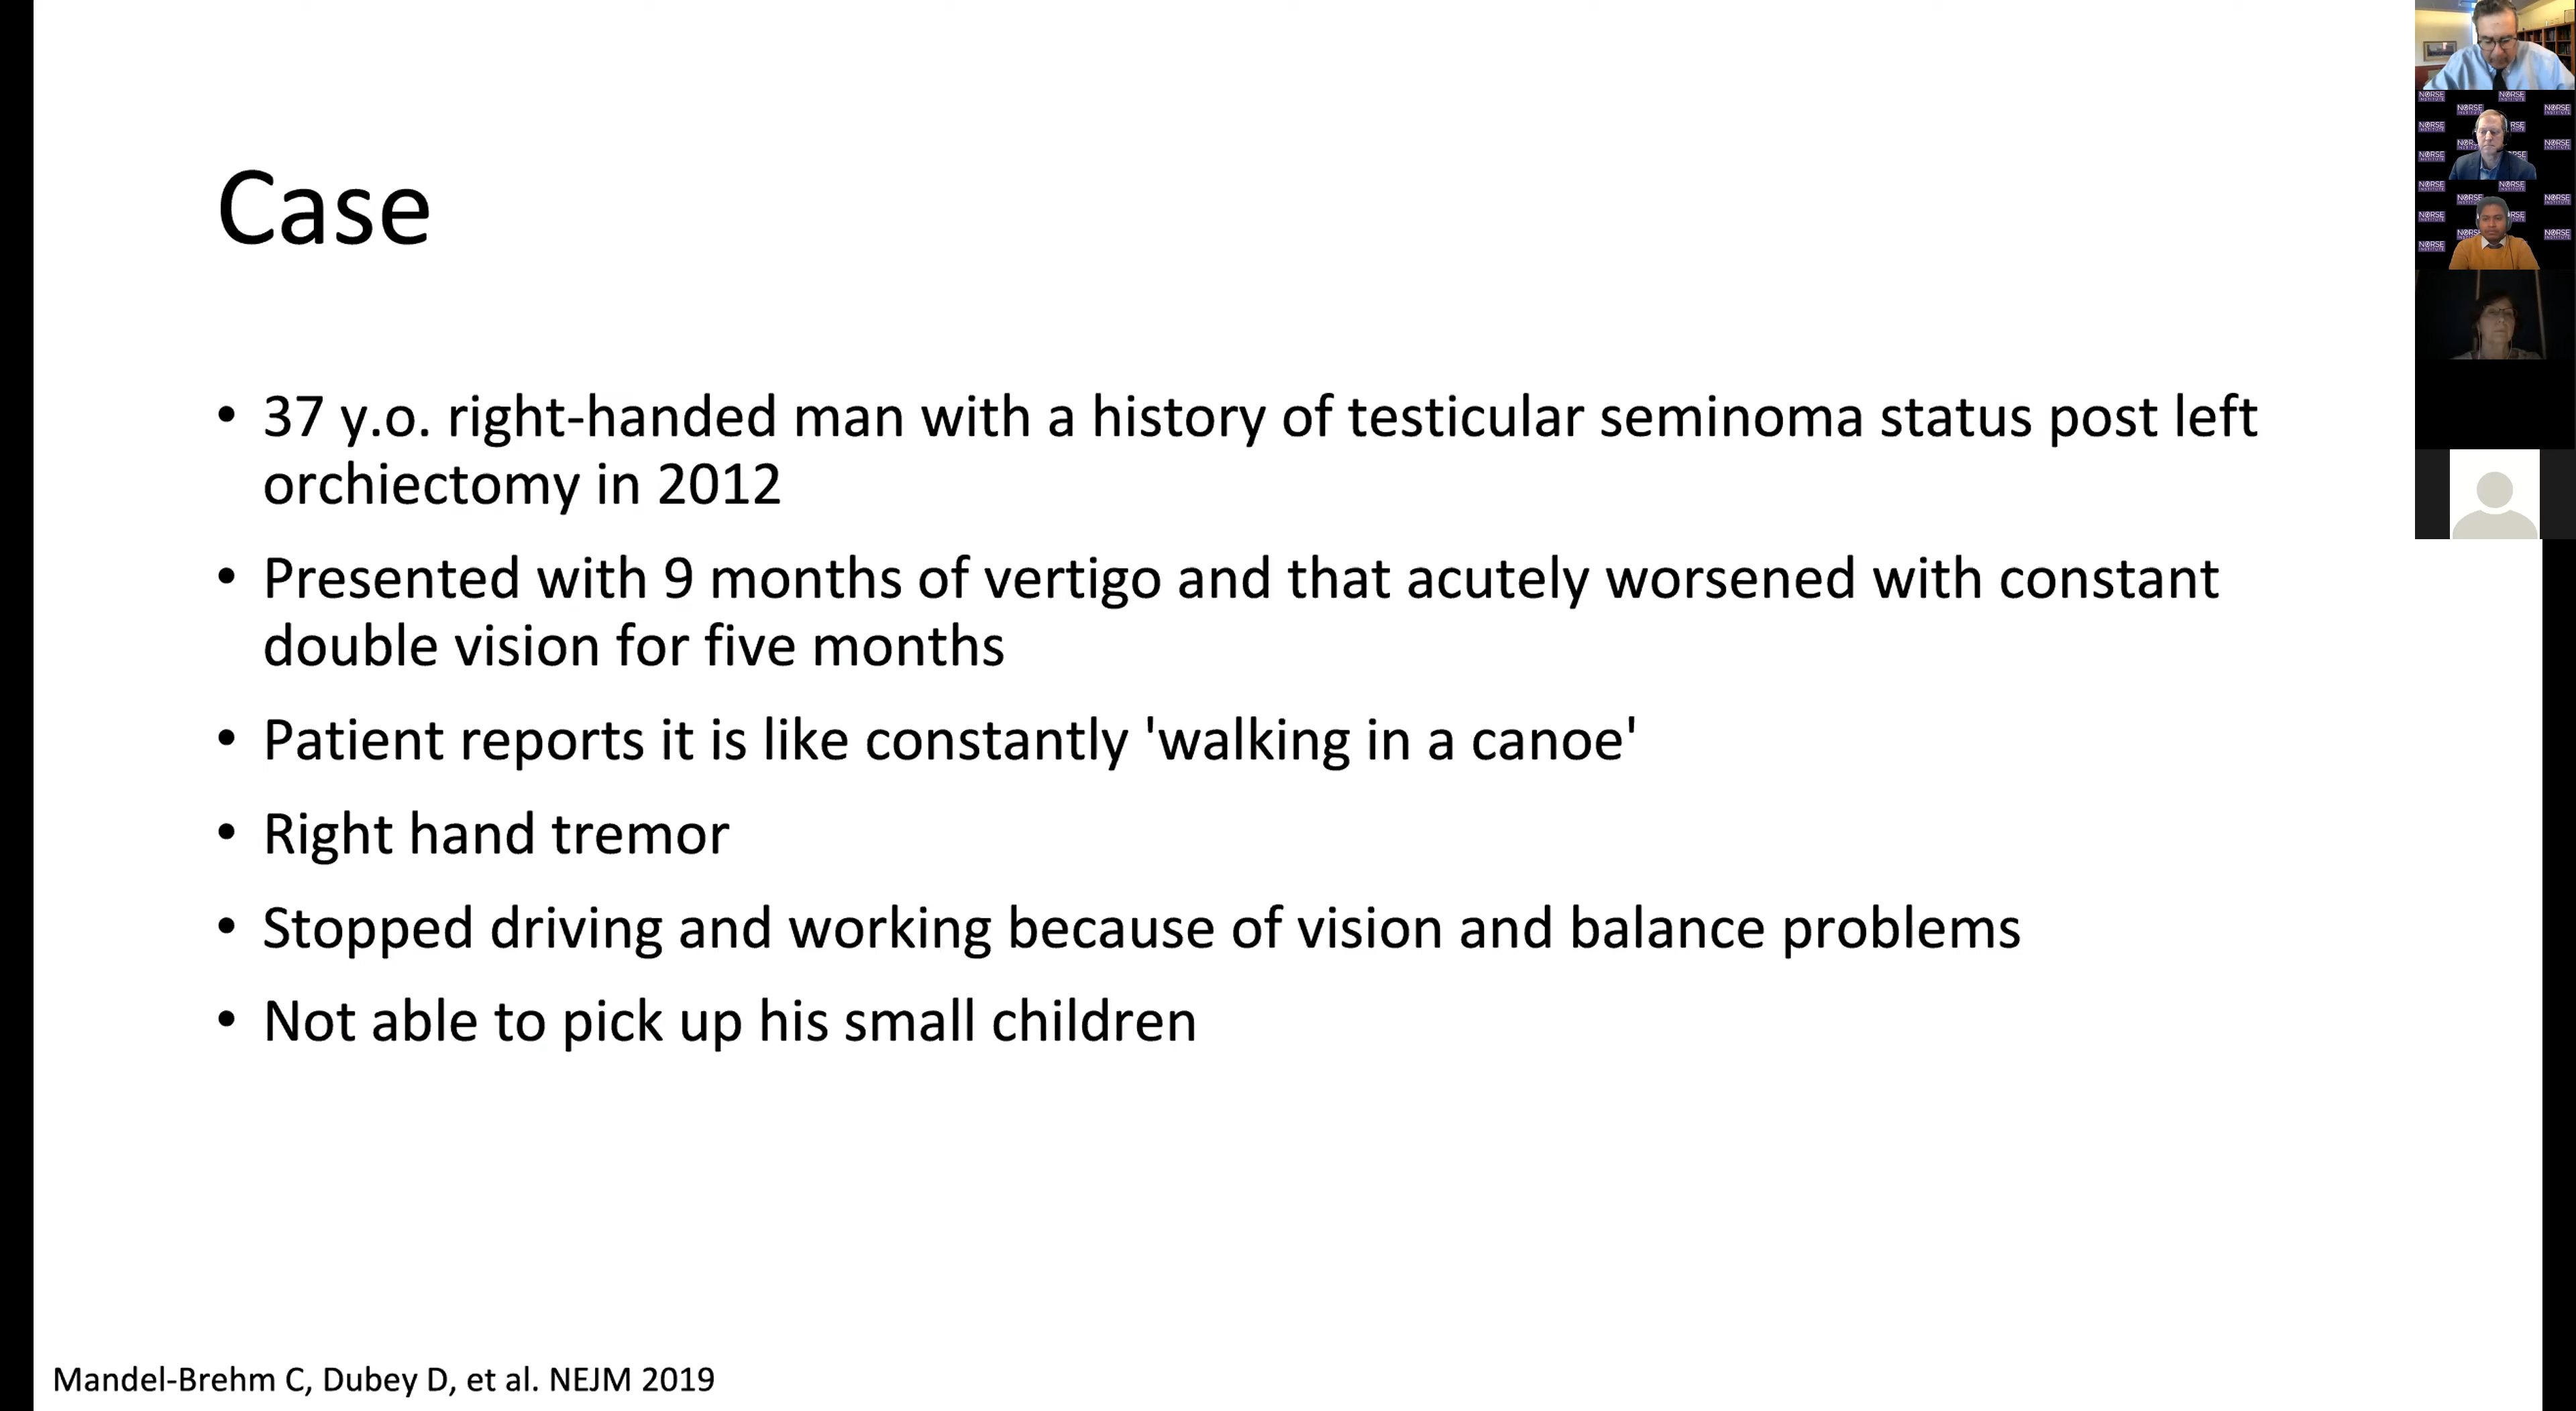 Case
• 37 y.o. right-handed man with a history of testicular seminoma status post left
orchiectomy in 2012
• Presented with 9 months of vertigo and that acutely worsened with constant
double vision for five months
• Patient reports it is like constantly 'walking in a canoe'
• Right hand tremor
• Stopped driving and working because of vision and balance problems
• Not able to pick up his small children
Mandel-Brehm C, Dubey D, et al. NEJM 2019
NORSE INSTITUTE